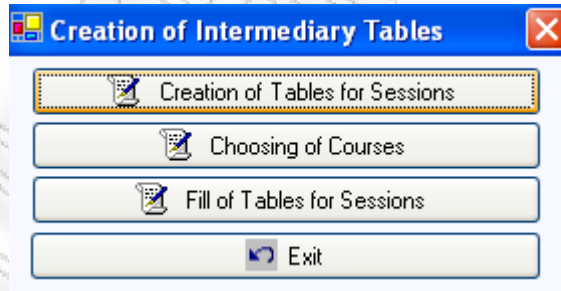 Creation of Intermediary Tables
Creation of Tables for Sessions
Choosing of Courses
Fill of Tables for Sessions
Exit